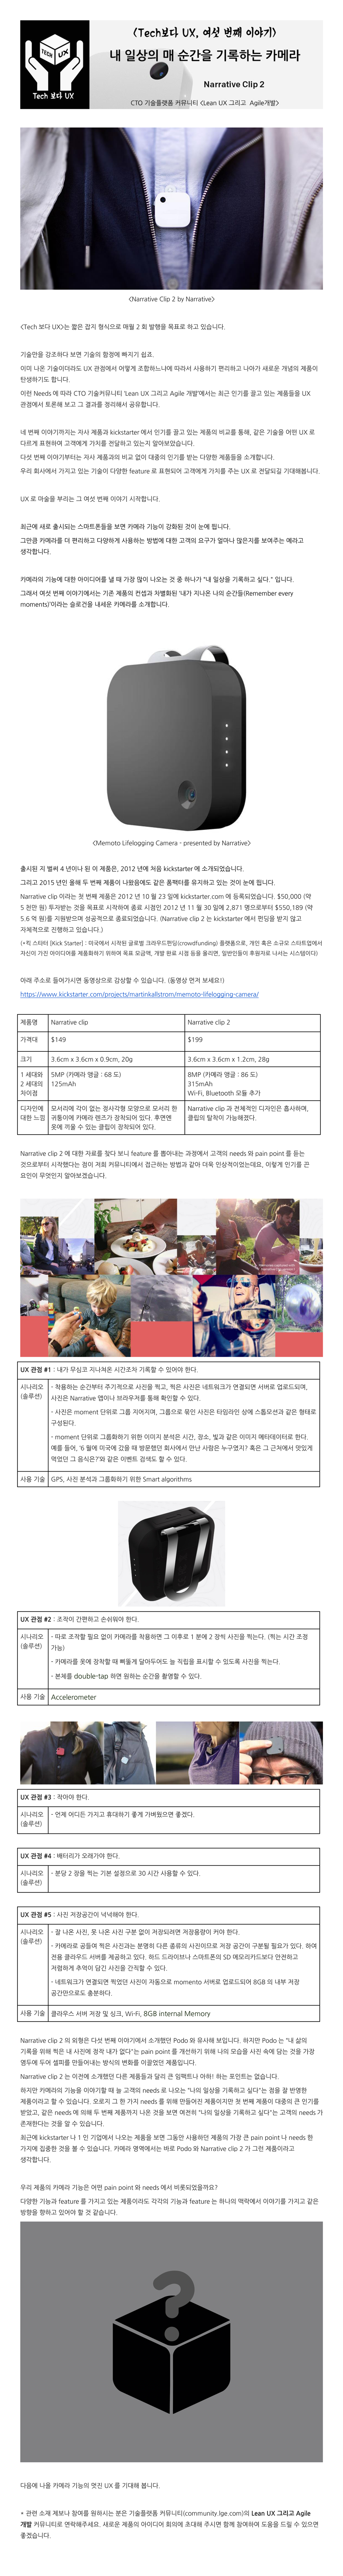 <Tech보다 UX, 여섯 번째 이야기>
내 일상의 매 순간을 기록하는 카메라
Narrative Clip 2
CTO 기술플랫폼 커뮤니티 <Lean UX 그리고 Agile개발>
TECH UX
Tech 보다 UX
<Narrative Clip 2 by Narrative>
<Tech 보다 UX>는 짧은 잡지 형식으로 매월 2 회 발행을 목표로 하고 있습니다.
기술만을 강조하다 보면 기술의 함정에 빠지기 쉽죠.
이미 나온 기술이더라도 UX 관점에서 어떻게 조합하느냐에 따라서 사용하기 편리하고 나아가 새로운 개념의 제품이
탄생하기도 합니다.
이런 Needs 에 따라 CTO 기술커뮤니티 'Lean UX 그리고 Agile 개발'에서는 최근 인기를 끌고 있는 제품들을 UX
관점에서 토론해 보고 그 결과를 정리해서 공유합니다.
네 번째 이야기까지는 자사 제품과 kickstarter 에서 인기를 끌고 있는 제품의 비교를 통해, 같은 기술을 어떤 UX 로
다르게 표현하여 고객에게 가치를 전달하고 있는지 알아보았습니다.
다섯 번째 이야기부터는 자사 제품과의 비교 없이 대중의 인기를 받는 다양한 제품들을 소개합니다.
우리 회사에서 가지고 있는 기술이 다양한 feature 로 표현되어 고객에게 가치를 주는 UX 로 전달되길 기대해봅니다.
UX 로 마술을 부리는 그 여섯 번째 이야기 시작합니다.
최근에 새로 출시되는 스마트폰들을 보면 카메라 기능이 강화된 것이 눈에 띕니다.
그만큼 카메라를 더 편리하고 다양하게 사용하는 방법에 대한 고객의 요구가 얼마나 많은지를 보여주는 예라고
생각합니다.
카메라의 기능에 대한 아이디어를 낼 때 가장 많이 나오는 것 중 하나가 "내 일상을 기록하고 싶다." 입니다.
그래서 여섯 번째 이야기에서는 기존 제품의 컨셉과 차별화된 '내가 지나온 나의 순간들(Remember every
moments)'이라는 슬로건을 내세운 카메라를 소개합니다.
<Memoto Lifelogging Camera - presented by Narrative>
출시된 지 벌써 4 년이나 된 이 제품은, 2012 년에 처음 kickstarter 에 소개되었습니다.
그리고 2015 년인 올해 두 번째 제품이 나왔음에도 같은 폼팩터를 유지하고 있는 것이 눈에 띕니다.
Narrative clip 이라는 첫 번째 제품은 2012 년 10 월 23 일에 kickstarter.com 에 등록되었습니다. $50,000 (약
5 천만 원) 투자받는 것을 목표로 시작하여 종료 시점인 2012 년 11 월 30 일에 2,871 명으로부터 $550,189 (약
5.6 억 원)를 지원받으며 성공적으로 종료되었습니다. (Narrative clip 2 는 kickstarter 에서 펀딩을 받지 않고
자체적으로 진행하고 있습니다.)
(*킥 스타터 [Kick Starter] : 미국에서 시작된 글로벌 크라우드펀딩(crowdfunding) 플랫폼으로, 개인 혹은 소규모 스타트업에서
자신이 가진 아이디어를 제품화하기 위하여 목표 모금액, 개발 완료 시점 등을 올리면, 일반인들이 후원자로 나서는 시스템이다)
아래 주소로 들어가시면 동영상으로 감상할 수 있습니다. (동영상 먼저 보세요!)
https://www.kickstarter.com/projects/martinkallstrom/memoto-lifelogging-camera/
제품명 Narrative clip Narrative clip 2
가격대 $149 $199
크기 3.6cm x 3.6cm x 0.9cm, 20g 3.6cm x 3.6cm x 1.2cm, 28g
1 세대와 5MP (카메라 앵글 : 68 도) 8MP (카메라 앵글 : 86 도)
2 세대의 125mAh 315mAh
차이점 Wi-Fi, Bluetooth 모듈 추가
디자인에 모서리에 각이 없는 정사각형 모양으로 모서리 한 Narrative clip 과 전체적인 디자인은 흡사하며,
대한 느낌 귀퉁이에 카메라 렌즈가 장착되어 있다. 후면엔 클립의 탈착이 가능해졌다.
옷에 끼울 수 있는 클립이 장착되어 있다.
Narrative clip 2 에 대한 자료를 찾다 보니 feature 를 뽑아내는 과정에서 고객의 needs 와 pain point 를 듣는
것으로부터 시작했다는 점이 저희 커뮤니티에서 접근하는 방법과 같아 더욱 인상적이었는데요, 이렇게 인기를 끈
요인이 무엇인지 알아보겠습니다.
UX 관점 #1 : 내가 무심코 지나쳐온 시간조차 기록할 수 있어야 한다.
시나리오 - 착용하는 순간부터 주기적으로 사진을 찍고, 찍은 사진은 네트워크가 연결되면 서버로 업로드되며,
(솔루션) 사진은 Narrative 앱이나 브라우저를 통해 확인할 수 있다.
- 사진은 moment 단위로 그룹 지어지며, 그룹으로 묶인 사진은 타임라인 상에 스톱모션과 같은 형태로
구성된다.
- moment 단위로 그룹화하기 위한 이미지 분석은 시간, 장소, 빛과 같은 이미지 메타데이터로 한다.
예를 들어, '6 월에 미국에 갔을 때 방문했던 회사에서 만난 사람은 누구였지? 혹은 그 근처에서 맛있게
먹었던 그 음식은?'와 같은 이벤트 검색도 할 수 있다.
사용 기술 GPS, 사진 분석과 그룹화하기 위한 Smart algorithms
UX 관점 #2 : 조작이 간편하고 손쉬워야 한다.
시나리오 - 따로 조작할 필요 없이 카메라를 착용하면 그 이후로 1 분에 2 장씩 사진을 찍는다. (찍는 시간 조정
(솔루션) 가능)
- 카메라를 옷에 장착할 때 삐뚤게 달아두어도 늘 직립을 표시할 수 있도록 사진을 찍는다.
- 본체를 double-tap 하면 원하는 순간을 촬영할 수 있다.
사용 기술 Accelerometer
UX 관점 #3 : 작아야 한다.
시나리오 - 언제 어디든 가지고 휴대하기 좋게 가벼웠으면 좋겠다.
(솔루션)
UX 관점 #4 : 배터리가 오래가야 한다.
시나리오 - 분당 2 장을 찍는 기본 설정으로 30 시간 사용할 수 있다.
(솔루션)
UX 관점 #5 : 사진 저장공간이 넉넉해야 한다.
시나리오 - 잘 나온 사진, 못 나온 사진 구분 없이 저장되려면 저장용량이 커야 한다.
(솔루션) - 카메라로 공들여 찍은 사진과는 분명히 다른 종류의 사진이므로 저장 공간이 구분될 필요가 있다. 하여
전용 클라우드 서버를 제공하고 있다. 하드 드라이브나 스마트폰의 SD 메모리카드보다 안전하고
저렴하게 추억이 담긴 사진을 간직할 수 있다.
- 네트워크가 연결되면 찍었던 사진이 자동으로 momento 서버로 업로드되어 8GB 의 내부 저장
공간만으로도 충분하다.
사용 기술 클라우스 서버 저장 및 싱크, Wi-Fi, 8GB internal Memory
Narrative clip 2 의 외형은 다섯 번째 이야기에서 소개했던 Podo 와 유사해 보입니다. 하지만 Podo 는 "내 삶의
기록을 위해 찍은 내 사진에 정작 내가 없다"는 pain point 를 개선하기 위해 나의 모습을 사진 속에 담는 것을 가장
염두에 두어 셀피를 만들어내는 방식의 변화를 이끌었던 제품입니다.
Narrative clip 2 는 이전에 소개했던 다른 제품들과 달리 큰 임팩트나 아하! 하는 포인트는 없습니다.
하지만 카메라의 기능을 이야기할 때 늘 고객의 needs 로 나오는 "나의 일상을 기록하고 싶다"는 점을 잘 반영한
제품이라고 할 수 있습니다. 오로지 그 한 가지 needs 를 위해 만들어진 제품이지만 첫 번째 제품이 대중의 큰 인기를
받았고, 같은 needs 에 의해 두 번째 제품까지 나온 것을 보면 여전히 "나의 일상을 기록하고 싶다"는 고객의 needs 가
존재한다는 것을 알 수 있습니다.
최근에 kickstarter 나 1 인 기업에서 나오는 제품을 보면 그동안 사용하던 제품의 가장 큰 pain point 나 needs 한
가지에 집중한 것을 볼 수 있습니다. 카메라 영역에서는 바로 Podo 와 Narrative clip 2 가 그런 제품이라고
생각합니다.
우리 제품의 카메라 기능은 어떤 pain point 와 needs 에서 비롯되었을까요?
다양한 기능과 feature 를 가지고 있는 제품이라도 각각의 기능과 feature 는 하나의 맥락에서 이야기를 가지고 같은
방향을 향하고 있어야 할 것 같습니다.
?
다음에 나올 카메라 기능의 멋진 UX 를 기대해 봅니다.
* 관련 소재 제보나 참여를 원하시는 분은 기술플랫폼 커뮤니티(community.lge.com)의 Lean UX 그리고 Agile
개발 커뮤니티로 연락해주세요. 새로운 제품의 아이디어 회의에 초대해 주시면 함께 참여하여 도움을 드릴 수 있으면
좋겠습니다.